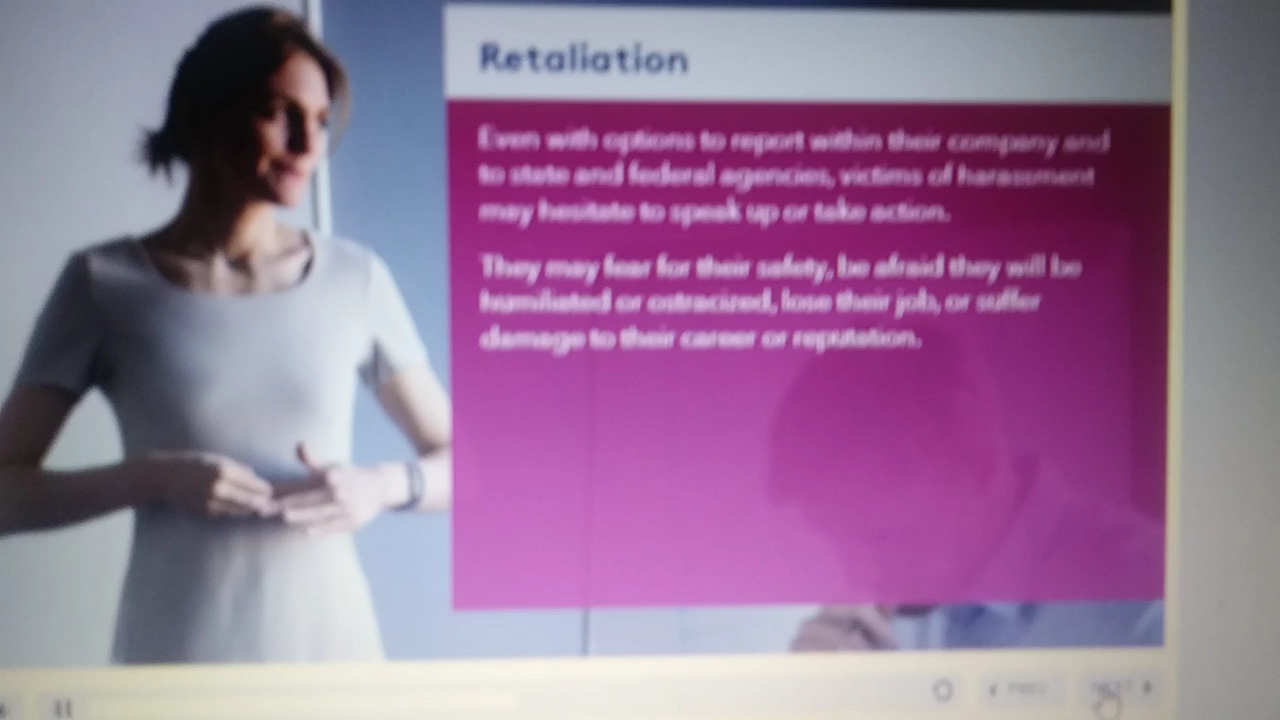 Retaliation
Even with options to report within their company and
to state and federal agencies, victims of harassment
may hesitate to speak up or take action.
They may fear for their safety, be afraid they will be
humiliated or ostracized, lose their job, or suffer
damage to their career or reputation.
PREV
NEXT